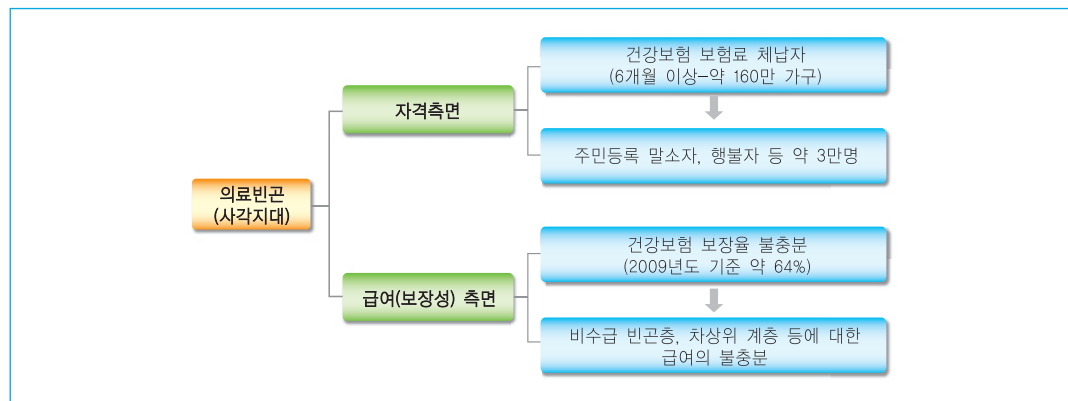 의료빈곤
(사각지대)
자격측면
건강보험 보험료 체납자
(6개월 이상-약 160만 가구)
주민등록 말소자, 행불자 등 약 3만명
급여(보장성) 측면
건강보험 보장율 불충분
(2009년도 기준 약 64%)
비수급 빈곤층, 차상위 계층 등에 대한
급여의 불충분